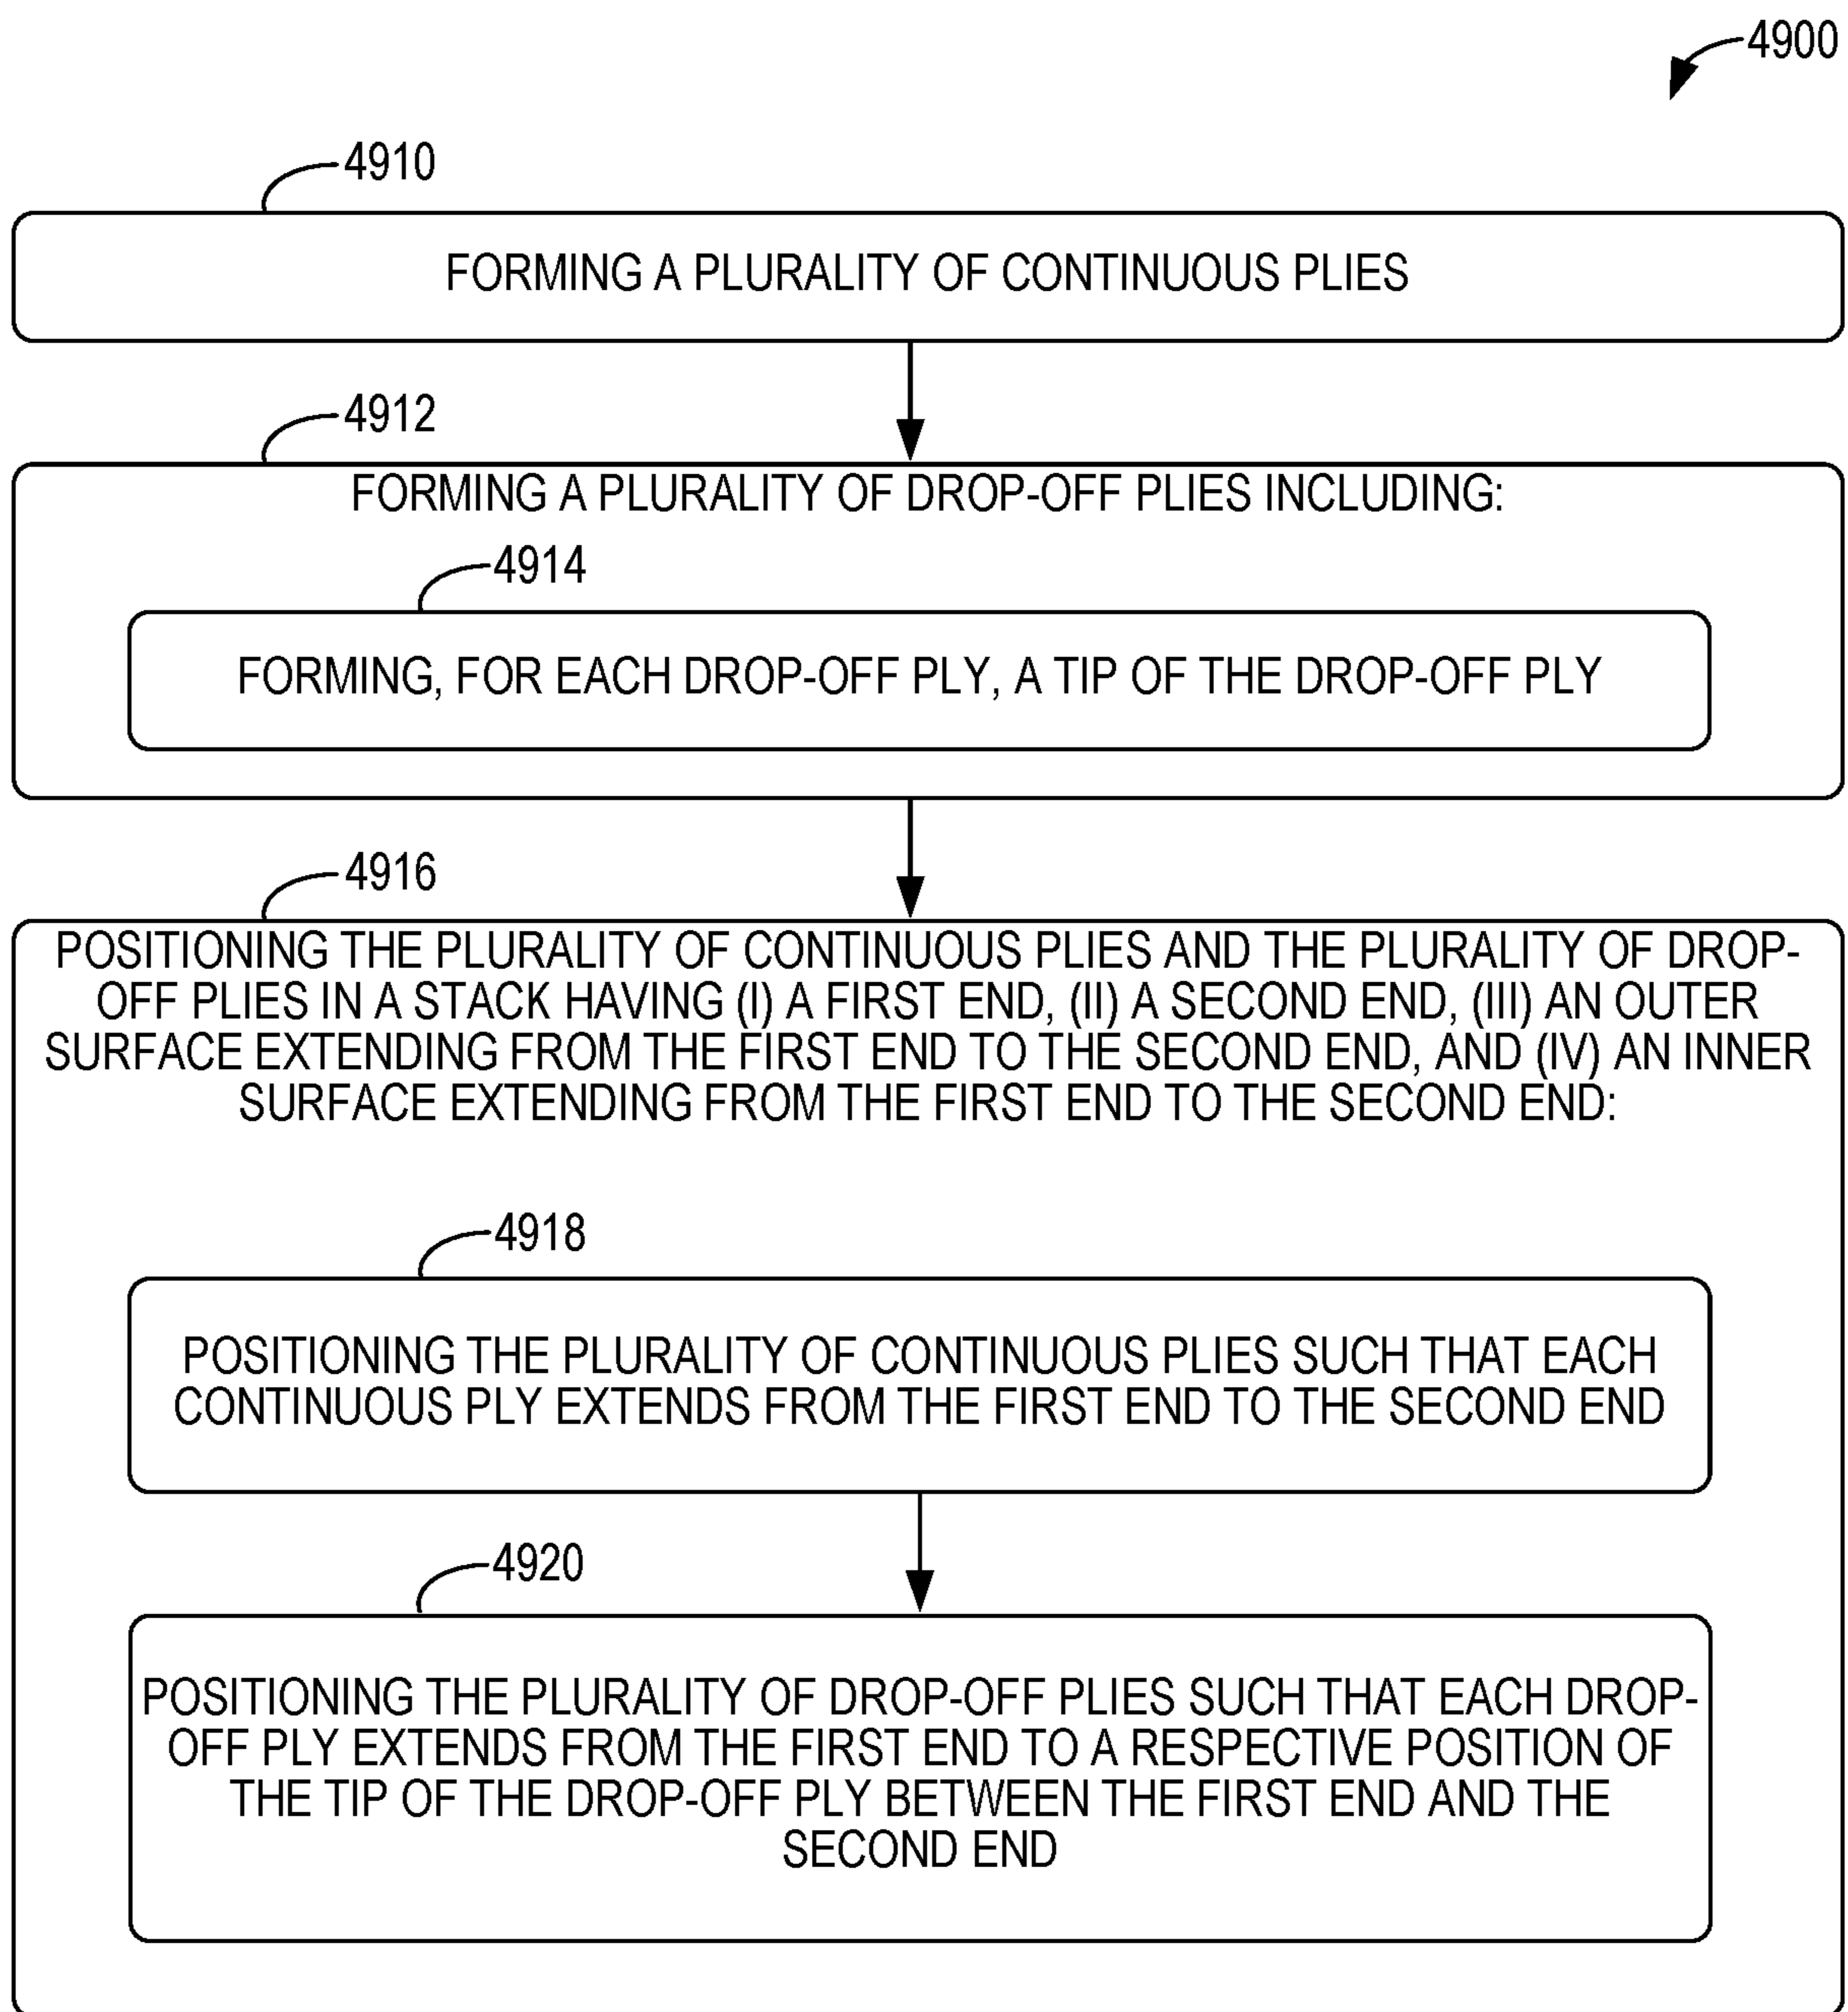 4900
4910
FORMING A PLURALITY OF CONTINUOUS PLIES
4912
FORMING A PLURALITY OF DROP-OFF PLIES INCLUDING:
4914
FORMING, FOR EACH DROP-OFF PLY, A TIP OF THE DROP-OFF PLY
4916
POSITIONING THE PLURALITY OF CONTINUOUS PLIES AND THE PLURALITY OF DROP-
OFF PLIES IN A STACK HAVING (I) A FIRST END, (II) A SECOND END, (III) AN OUTER
SURFACE EXTENDING FROM THE FIRST END TO THE SECOND END, AND (IV) AN INNER
SURFACE EXTENDING FROM THE FIRST END TO THE SECOND END:
4918
POSITIONING THE PLURALITY OF CONTINUOUS PLIES SUCH THAT EACH
CONTINUOUS PLY EXTENDS FROM THE FIRST END TO THE SECOND END
4920
POSITIONING THE PLURALITY OF DROP-OFF PLIES SUCH THAT EACH DROP-
OFF PLY EXTENDS FROM THE FIRST END TO A RESPECTIVE POSITION OF
THE TIP OF THE DROP-OFF PLY BETWEEN THE FIRST END AND THE
SECOND END